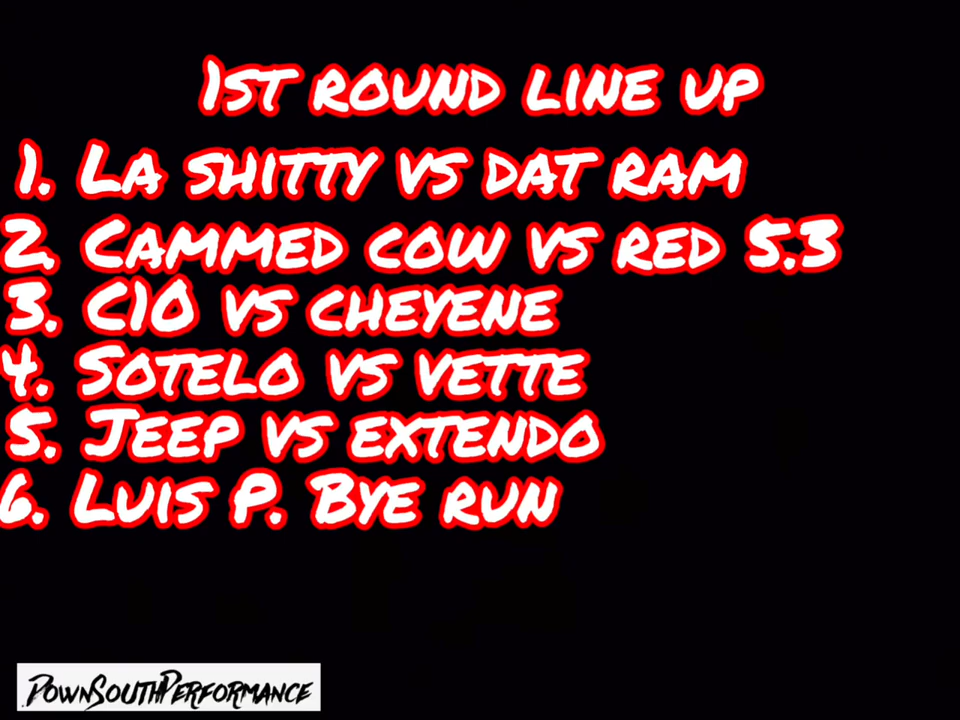 1st round line up
1. La shitty vs dat ram
2. Cammed cow vs red 5.3
3. C10 vs cheyene
4. Sotelo vs vette
5. Jeep vs extendo
6. Luis P. Bye run
DownSouthPerformance